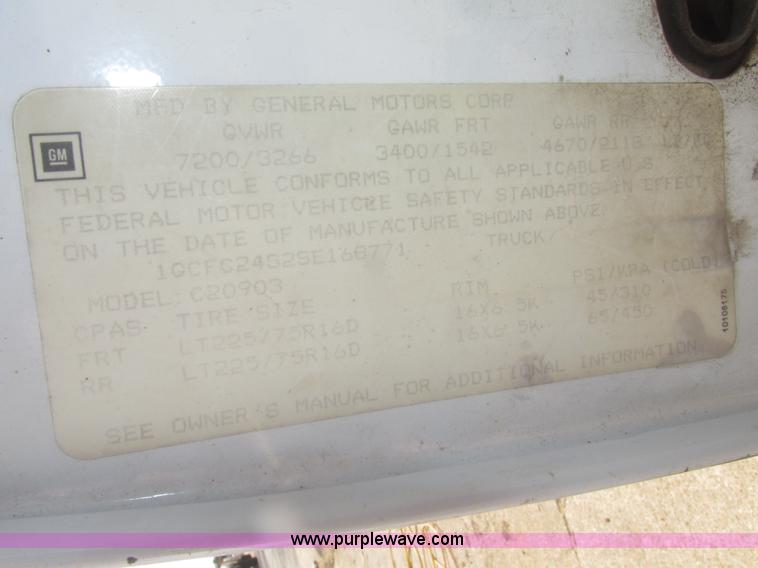 MFD BY GENERAL MOTORS CORP
GVWR GAWR FRT GAWR RR
GM
7200/3266 3400/1542 4670/2118
THIS VEHICLE CONFORMS TO ALL APPLICABLE U.S.
FEDERAL MOTOR VEHICLE SAFETY STANDARDS IN EFFECT
ON THE DATE OF MANUFACTURE SHOWN ABOVE.
TRUCK
MODEL: C20903
TIRE SIZE RIM PSI/KPA (COLD)
FRT LT225/75R16D 16X6.5K 45/310
RR LT225/75R16D 16X6.5K 65/450
SEE OWNER'S MANUAL FOR ADDITIONAL INFORMATION
10108175
www.purplewave.com